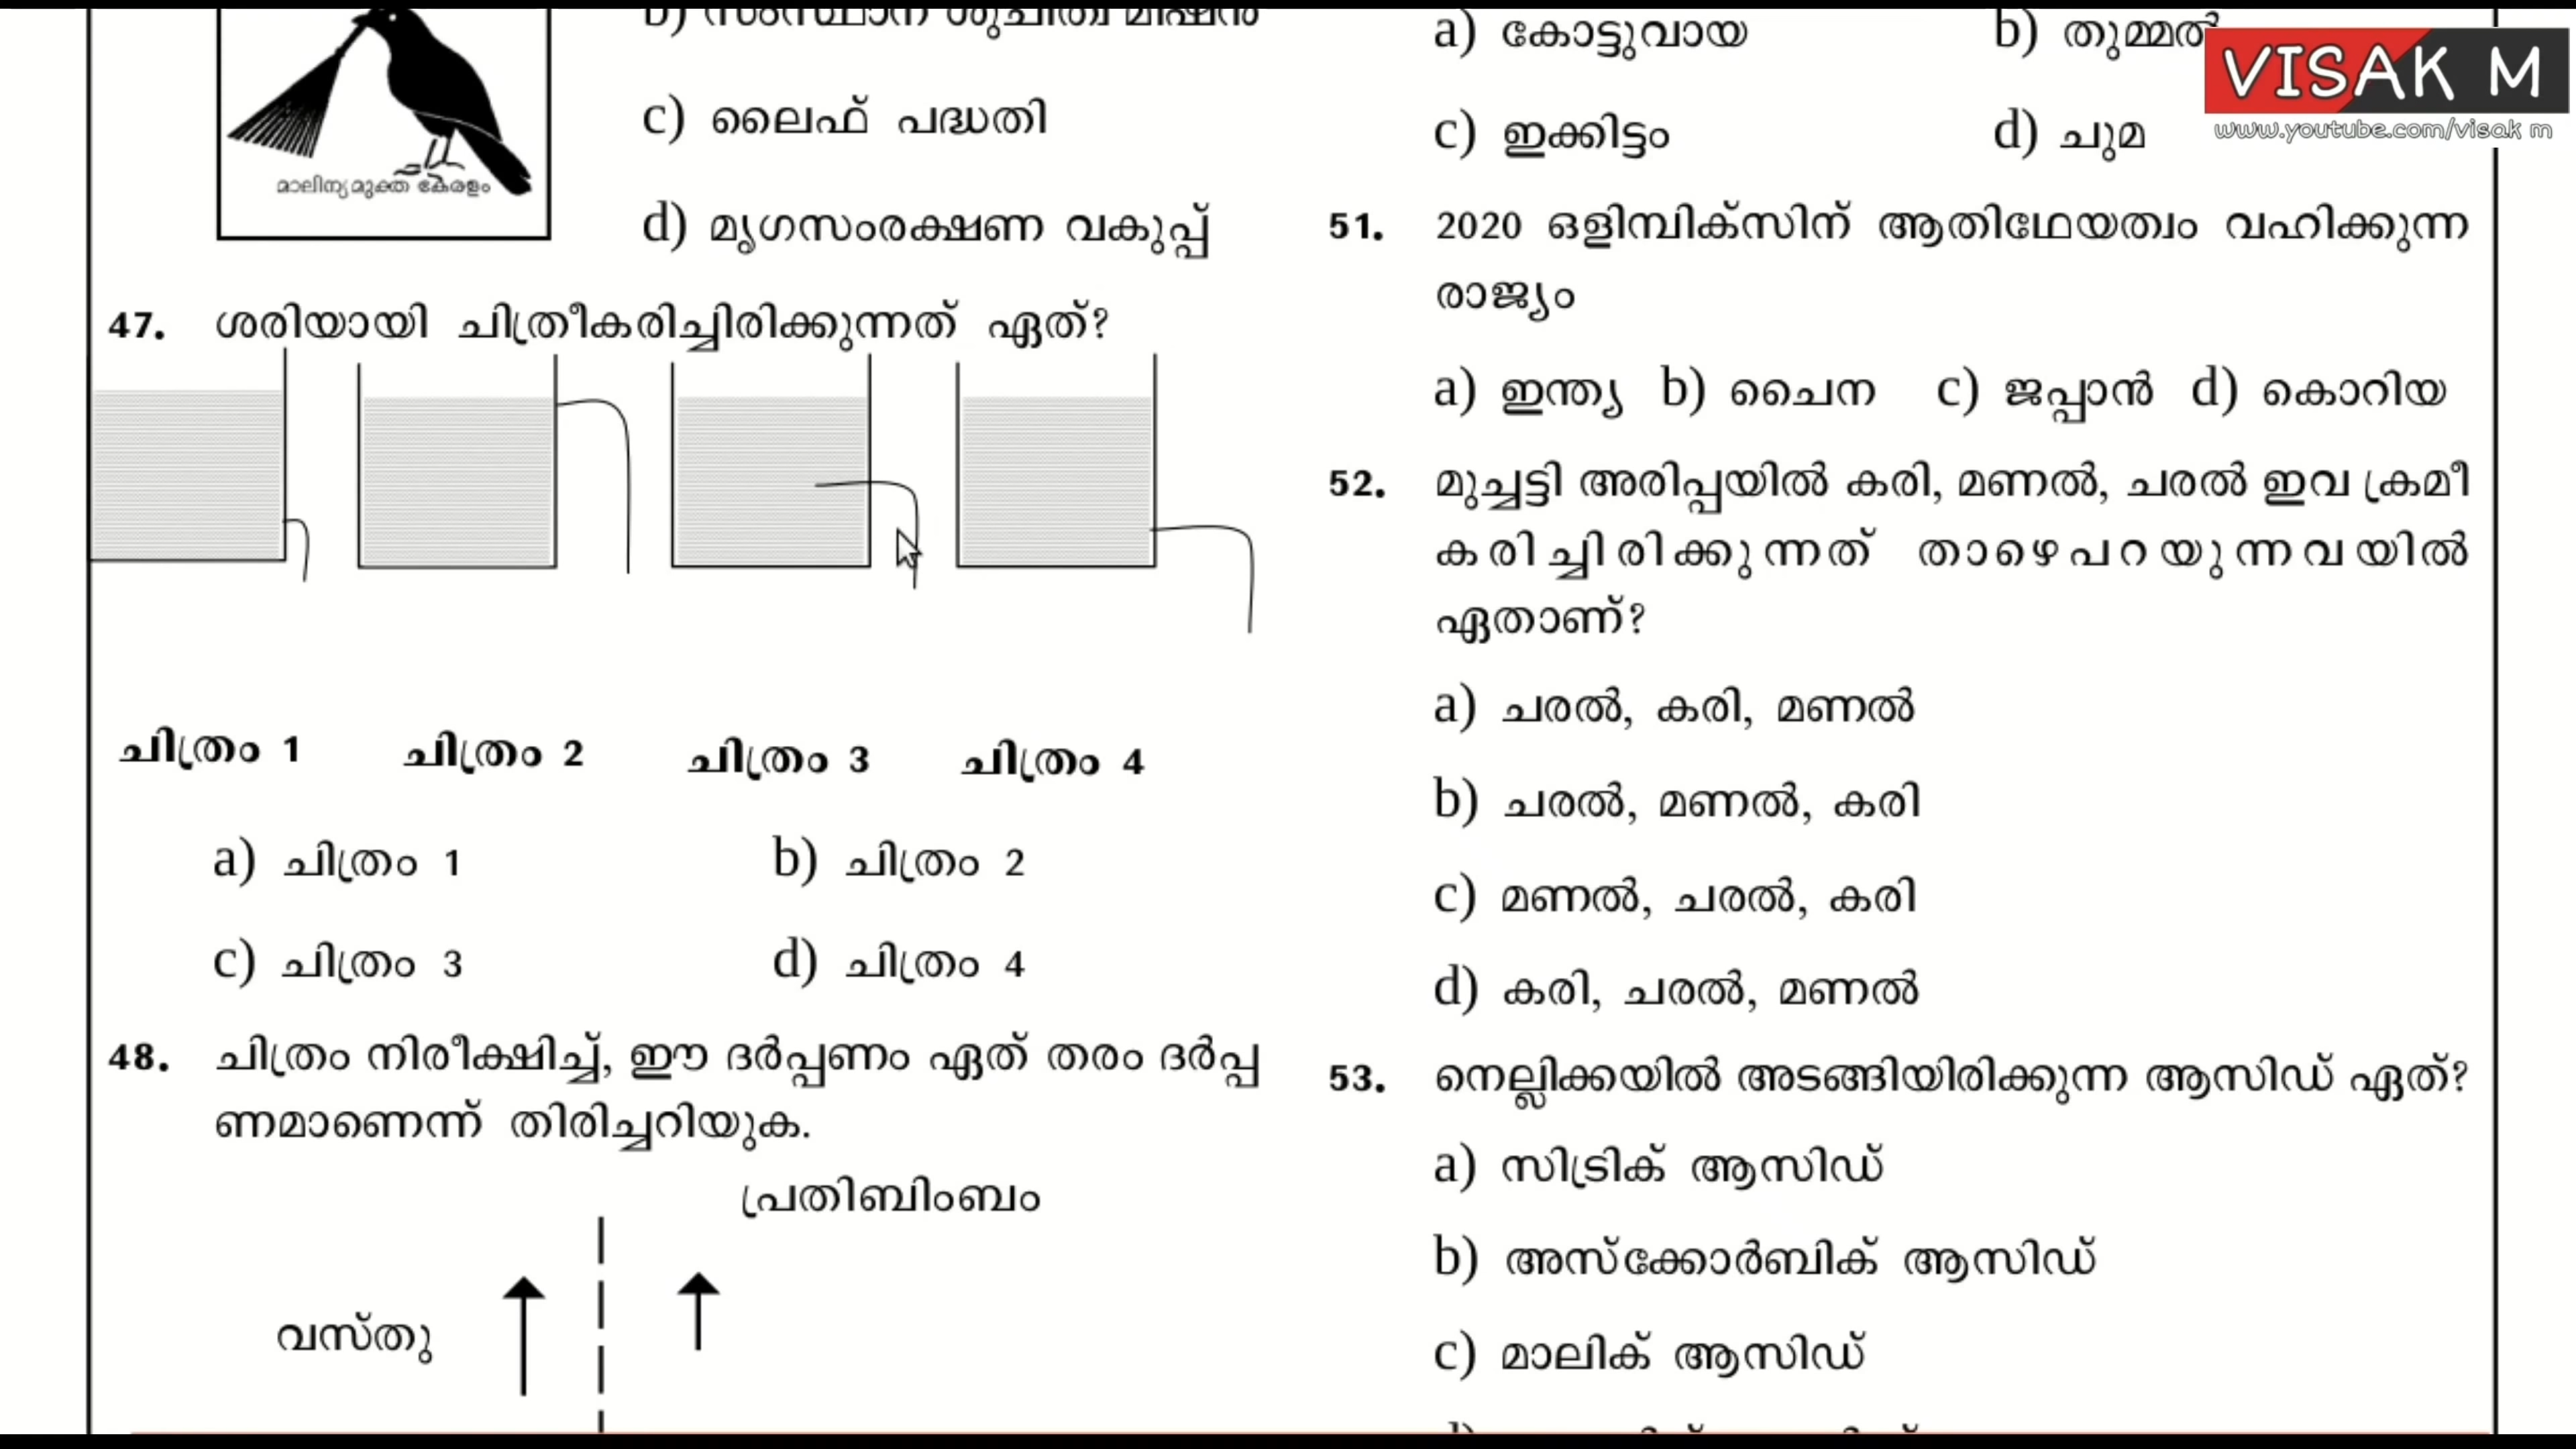 b) സംസ്ഥാന ശുചിത്വ മിഷൻ
c) ലൈഫ് പദ്ധതി
മാലിന്യമുക്ത കേരളം
d) മൃഗസംരക്ഷണ വകുപ്പ്
47. ശരിയായി ചിത്രീകരിച്ചിരിക്കുന്നത് ഏത്?
ചിത്രം 1 ചിത്രം 2 ചിത്രം 3 ചിത്രം 4
a) ചിത്രം 1 b) ചിത്രം 2
c) ചിത്രം 3 d) ചിത്രം 4
48. ചിത്രം നിരീക്ഷിച്ച്, ഈ ദർപ്പണം ഏത് തരം ദർപ്പ
ണമാണെന്ന് തിരിച്ചറിയുക.
പ്രതിബിംബം
വസ്തു
a) കോട്ടുവായ b) തുമ്മൽ
c) ഇക്കിട്ടം d) ചുമ
51. 2020 ഒളിമ്പിക്സിന് ആതിഥേയത്വം വഹിക്കുന്ന
രാജ്യം
a) ഇന്ത്യ b) ചൈന c) ജപ്പാൻ d) കൊറിയ
52. മുച്ചട്ടി അരിപ്പയിൽ കരി, മണൽ, ചരൽ ഇവ ക്രമീ
കരിച്ചിരിക്കുന്നത് താഴെപറയുന്നവയിൽ
ഏതാണ്?
a) ചരൽ, കരി, മണൽ
b) ചരൽ, മണൽ, കരി
c) മണൽ, ചരൽ, കരി
d) കരി, ചരൽ, മണൽ
53. നെല്ലിക്കയിൽ അടങ്ങിയിരിക്കുന്ന ആസിഡ് ഏത്?
a) സിട്രിക് ആസിഡ്
b) അസ്ക്കോർബിക് ആസിഡ്
c) മാലിക് ആസിഡ്
VISAK M
www.youtube.com/visak m